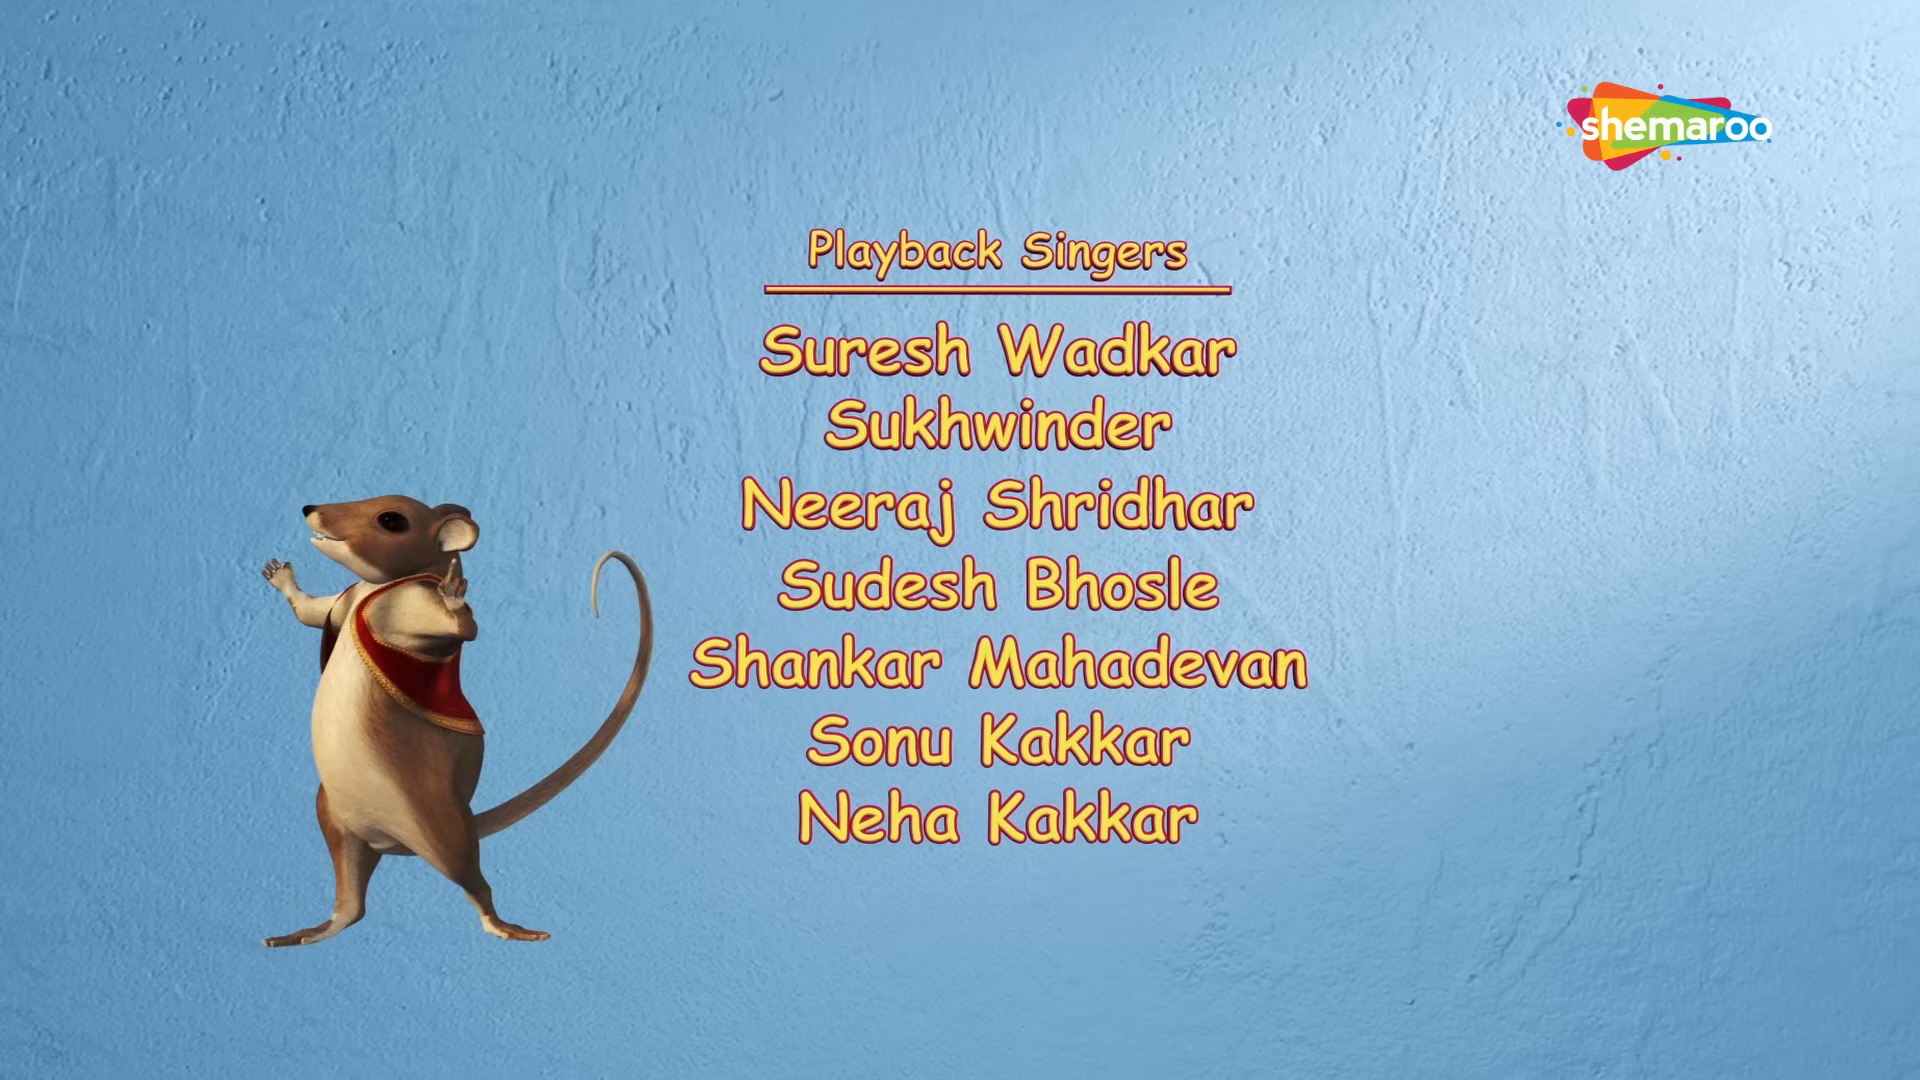 shemaroo
Playback Singers
Suresh Wadkar
Sukhwinder
Neeraj Shridhar
Sudesh Bhosle
Shankar Mahadevan
Sonu Kakkar
Neha Kakkar